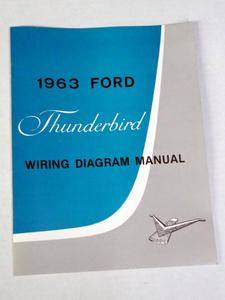 1963 FORD
Thunderbird
WIRING DIAGRAM MANUAL